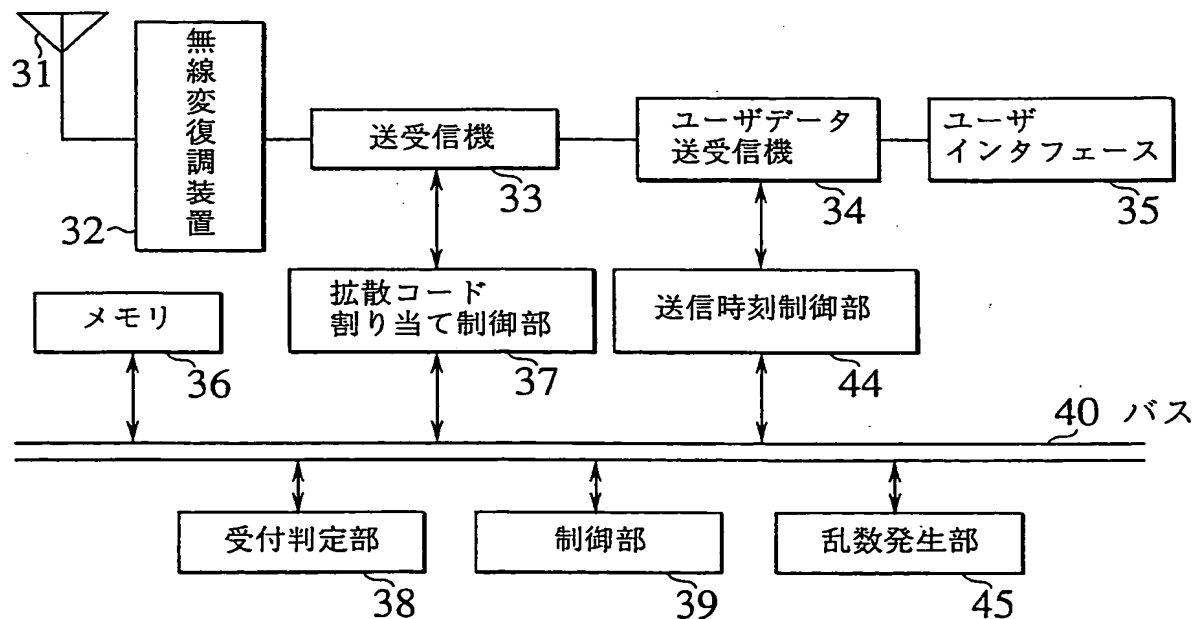 31
無線変復調装置
32
送受信機
33
ユーザデータ
送受信機
34
ユーザ
インタフェース
35
メモリ
36
拡散コード
割り当て制御部
37
送信時刻制御部
44
40 バス
受付判定部
38
制御部
39
乱数発生部
45